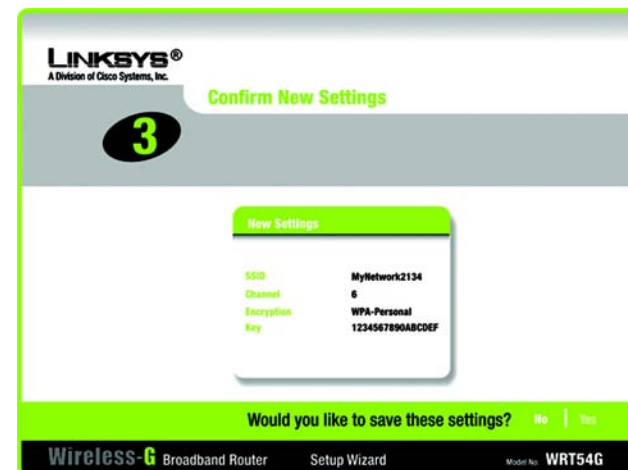 LINKSYS®
A Division of Cisco Systems, Inc.
Confirm New Settings
3
New Settings
SSID MyNetwork2134
Channel 6
Encryption WPA-Personal
Key 1234567890ABCDEF
Would you like to save these settings? No | Yes
Wireless-G Broadband Router Setup Wizard Model No. WRT54G